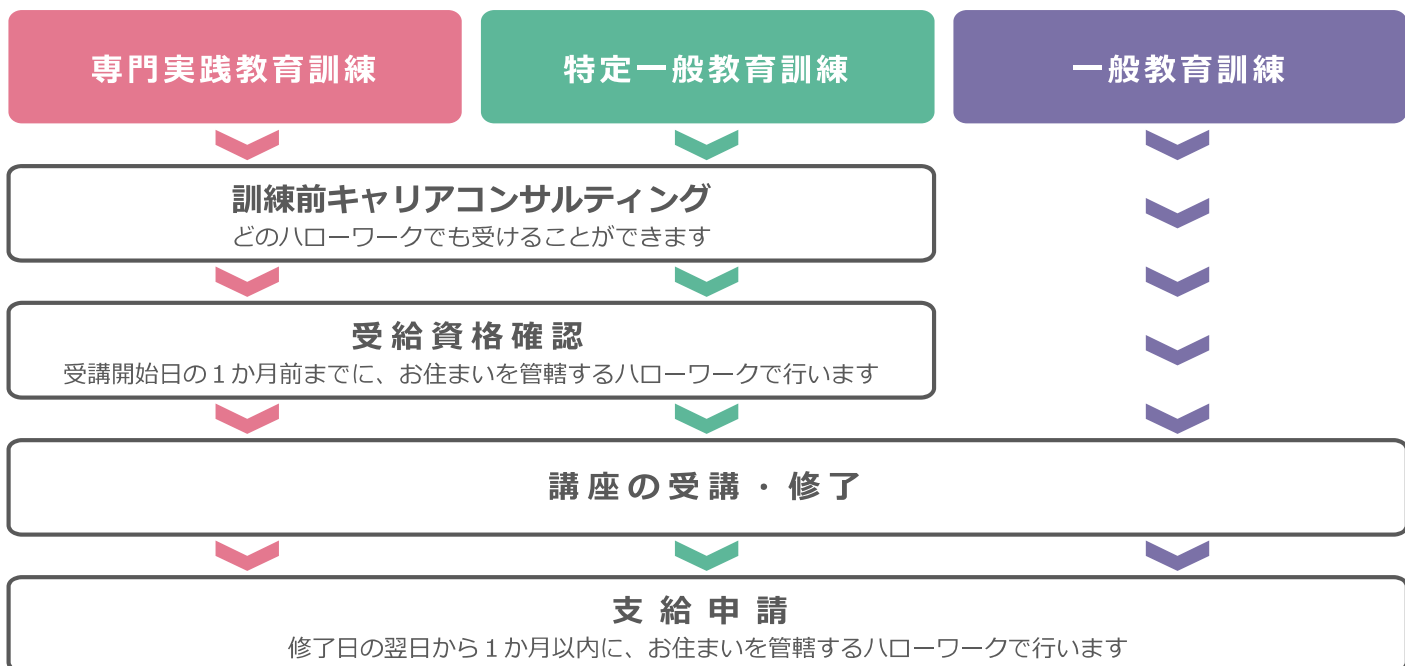 専門実践教育訓練
特定一般教育訓練
一般教育訓練
訓練前キャリアコンサルティング
どのハローワークでも受けることができます
受給資格確認
受講開始日の１か月前までに、お住まいを管轄するハローワークで行います
講座の受講・修了
支給申請
修了日の翌日から１か月以内に、お住まいを管轄するハローワークで行います